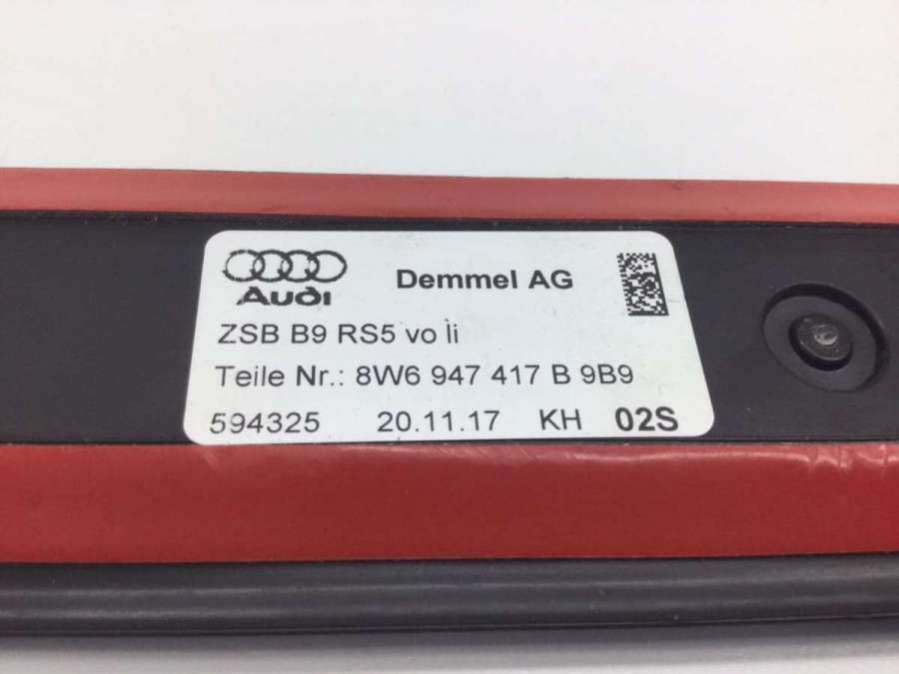 Audi Demmel AG
ZSB B9 RS5 vo Ìi
Teile Nr.: 8W6 947 417 B 9B9
594325 20.11.17 KH 02S